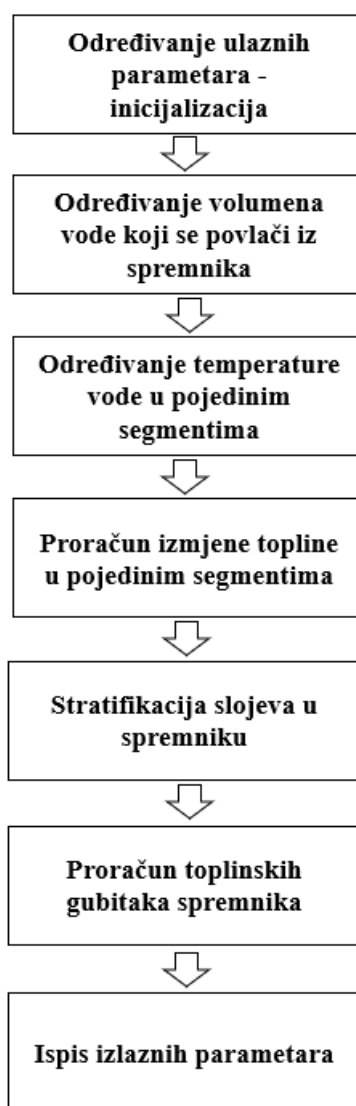 Određivanje ulaznih
parametara -
inicijalizacija
Određivanje volumena
vode koji se povlači iz
spremnika
Određivanje temperature
vode u pojedinim
segmentima
Proračun izmjene topline
u pojedinim segmentima
Stratifikacija slojeva u
spremniku
Proračun toplinskih
gubitaka spremnika
Ispis izlaznih parametara